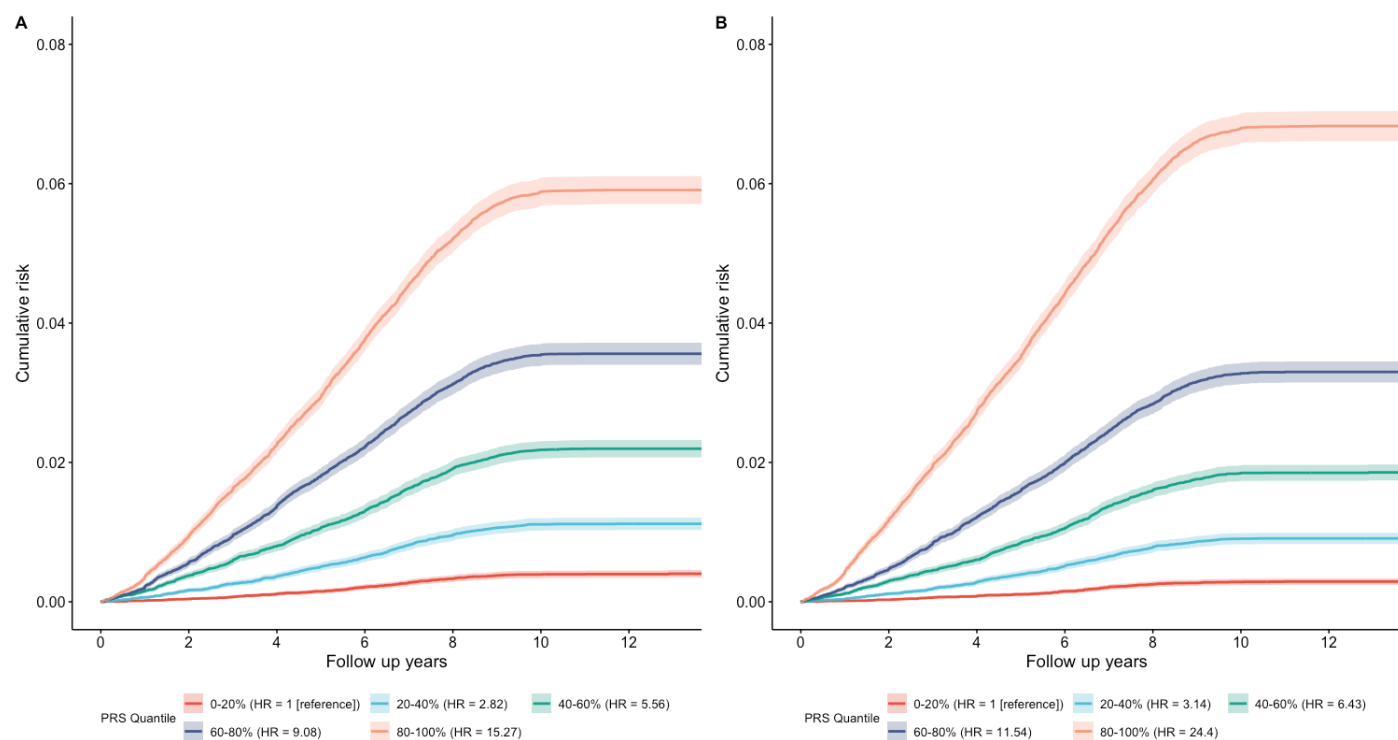 A
0.08
0.06
0.04
0.02
0.00
Cumulative risk
0 2 4 6 8 10 12
Follow up years
PRS Quantile
0-20% (HR = 1 [reference]) 20-40% (HR = 2.82) 40-60% (HR = 5.56)
60-80% (HR = 9.08) 80-100% (HR = 15.27)
B
0.08
0.06
0.04
0.02
0.00
Cumulative risk
0 2 4 6 8 10 12
Follow up years
PRS Quantile
0-20% (HR = 1 [reference]) 20-40% (HR = 3.14) 40-60% (HR = 6.43)
60-80% (HR = 11.54) 80-100% (HR = 24.4)